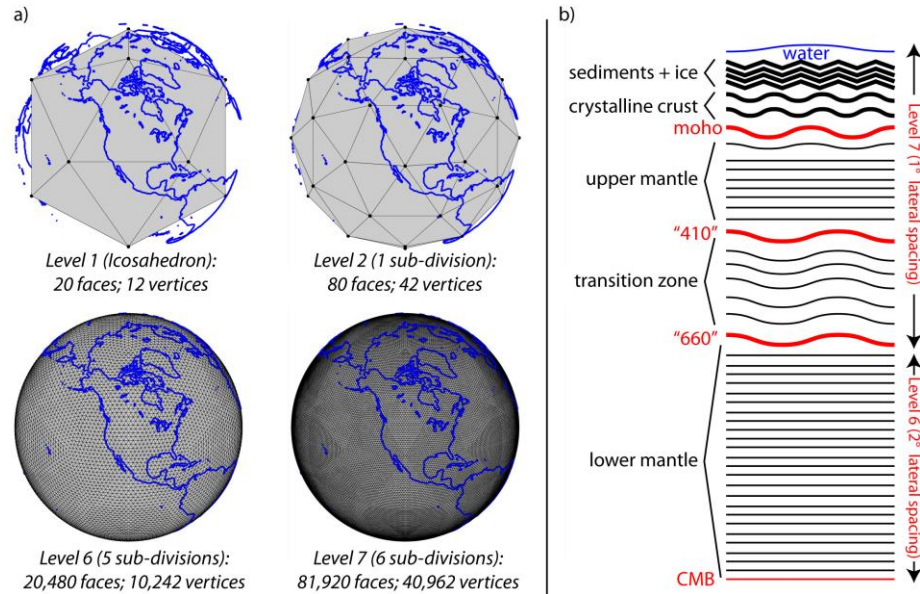 a)
Level 1 (Icosahedron):
20 faces; 12 vertices
Level 2 (1 sub-division):
80 faces; 42 vertices
Level 6 (5 sub-divisions):
20,480 faces; 10,242 vertices
Level 7 (6 sub-divisions):
81,920 faces; 40,962 vertices
b)
water
sediments + ice
crystalline crust
moho
upper mantle
"410"
transition zone
"660"
lower mantle
CMB
Level 7 (1° lateral spacing)
Level 6 (2° lateral spacing)